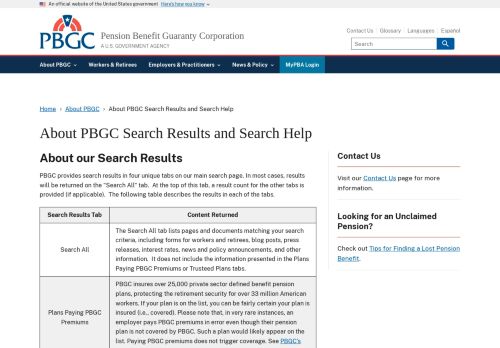 An official website of the United States government Here's how you know
PBGC
Pension Benefit Guaranty Corporation
A U.S. GOVERNMENT AGENCY
Contact Us Glossary Languages Español
Search
About PBGC Workers & Retirees Employers & Practitioners News & Policy MyPBA Login
Home › About PBGC › About PBGC Search Results and Search Help
About PBGC Search Results and Search Help
About our Search Results
PBGC provides search results in four unique tabs on our main search page. In most cases, results
will be returned on the "Search All" tab. At the top of this tab, a result count for the other tabs is
provided (if applicable). The following table describes the results in each of the tabs.
Search Results Tab Content Returned
Search All
The Search All tab lists pages and documents matching your search
criteria, including forms for workers and retirees, blog posts, press
releases, interest rates, news and policy announcements, and other
information. It does not include the information presented in the Plans
Paying PBGC Premiums or Trusteed Plans tabs.
Plans Paying PBGC
Premiums
PBGC insures over 25,000 private sector defined benefit pension
plans, protecting the retirement security for over 33 million American
workers. If your plan is on the list, you can be fairly certain your plan is
insured (i.e., covered). Please note that, in very rare instances, an
employer pays PBGC premiums in error even though their pension
plan is not covered by PBGC. Such a plan would likely appear on the
list. Paying PBGC premiums does not trigger coverage. See PBGC's
Contact Us
Visit our Contact Us page for more
information.
Looking for an Unclaimed
Pension?
Check out Tips for Finding a Lost Pension
Benefit.